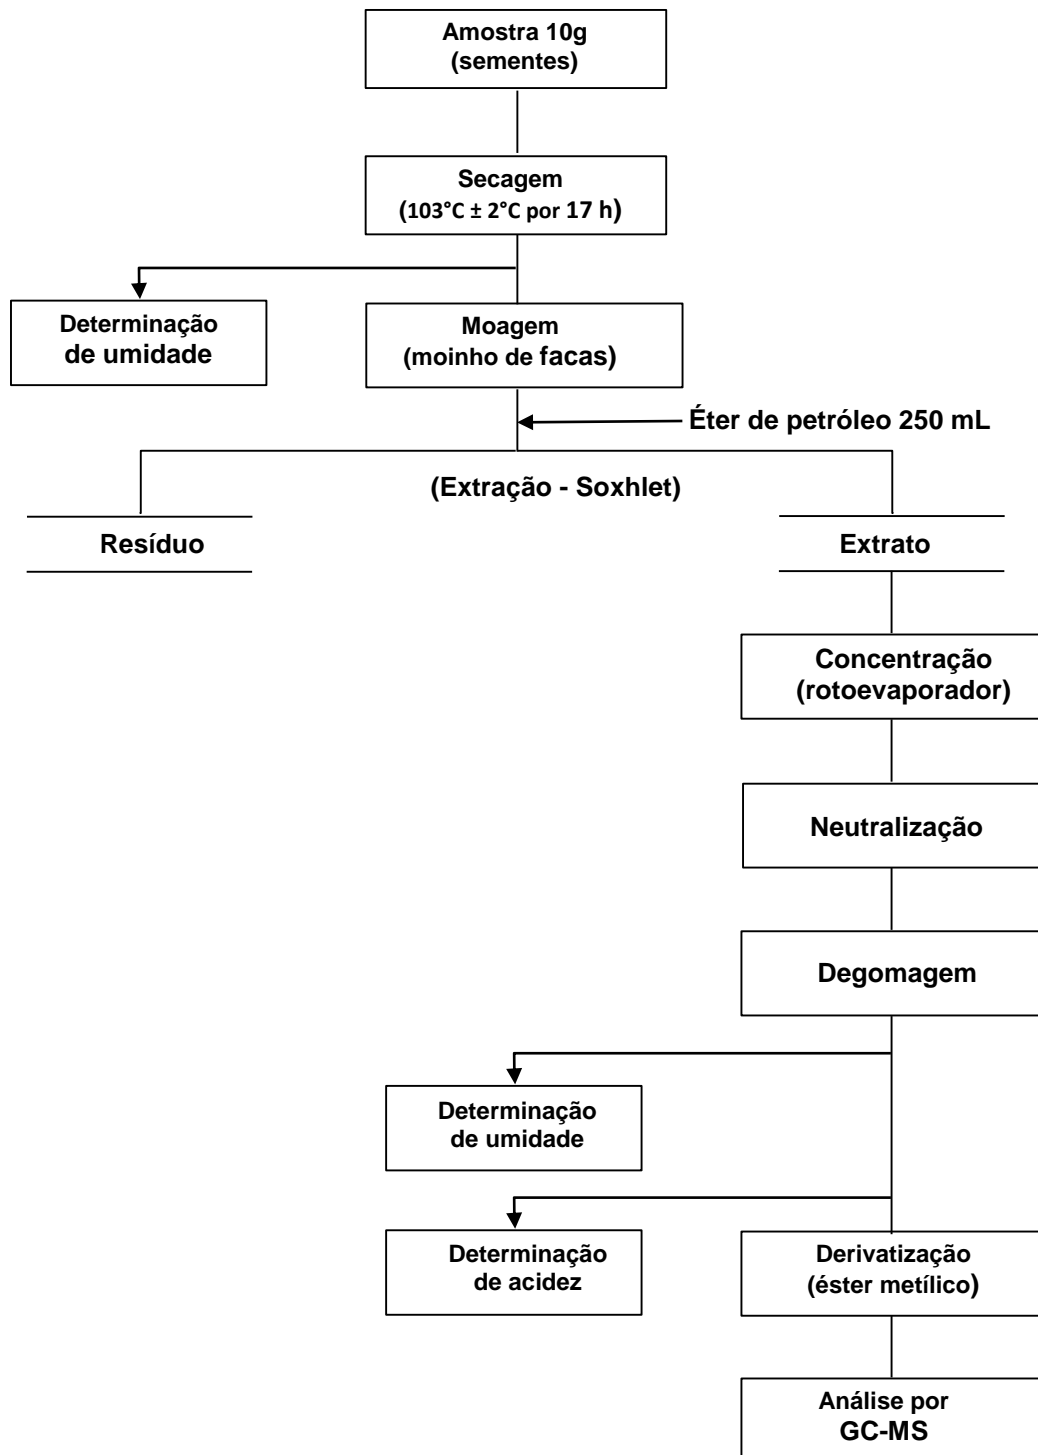 Amostra 10g
(sementes)
Secagem
(103°C ± 2°C por 17 h)
Determinação
de umidade
Moagem
(moinho de facas)
Éter de petróleo 250 mL
(Extração - Soxhlet)
Resíduo
Extrato
Concentração
(rotoevaporador)
Neutralização
Degomagem
Determinação
de umidade
Determinação
de acidez
Derivatização
(éster metílico)
Análise por
GC-MS